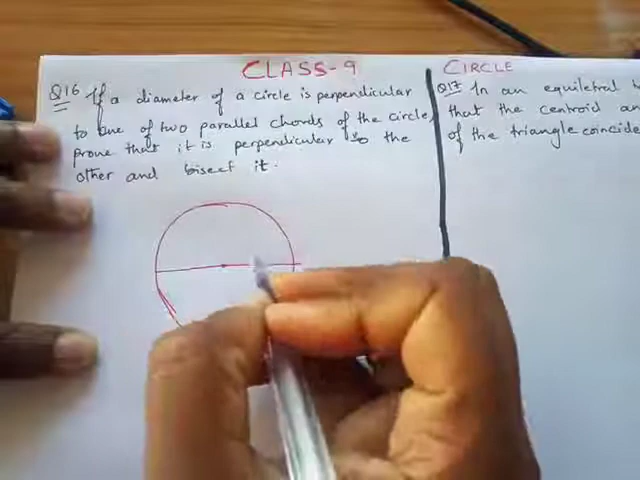 CLASS-9
Q16 If a diameter of a circle is perpendicular
to one of two parallel chords of the circle,
prove that it is perpendicular to the
other and bisect it.
CIRCLE
Q17 In an equiletral
that the centroid
of the triangle coincide